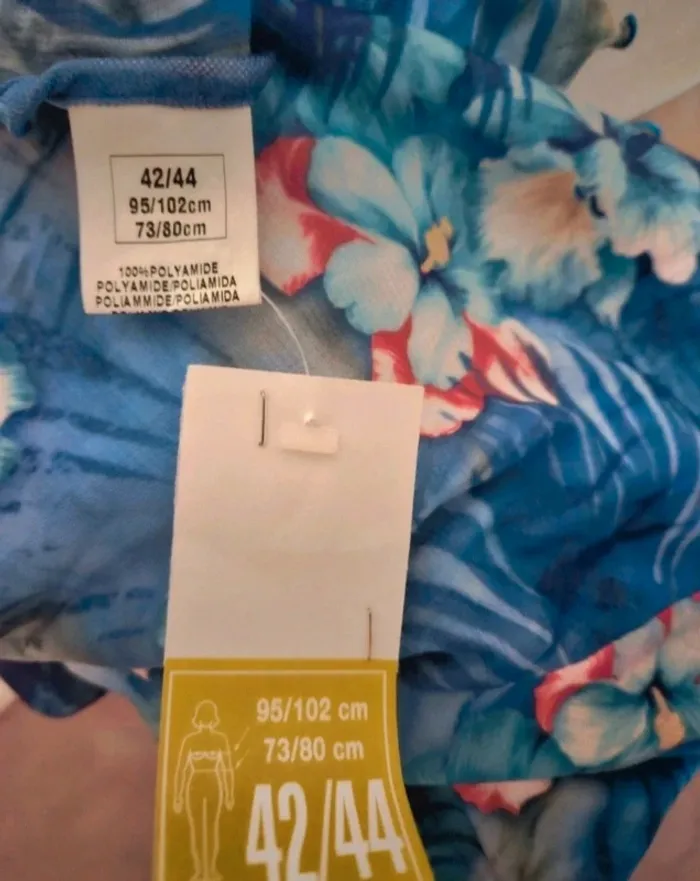 42/44
95/102cm
73/80cm
100%POLYAMIDE
POLYAMIDE/POLIAMIDA
POLIAMMIDE/POLIAMIDA
95/102 cm
73/80 cm
42/44